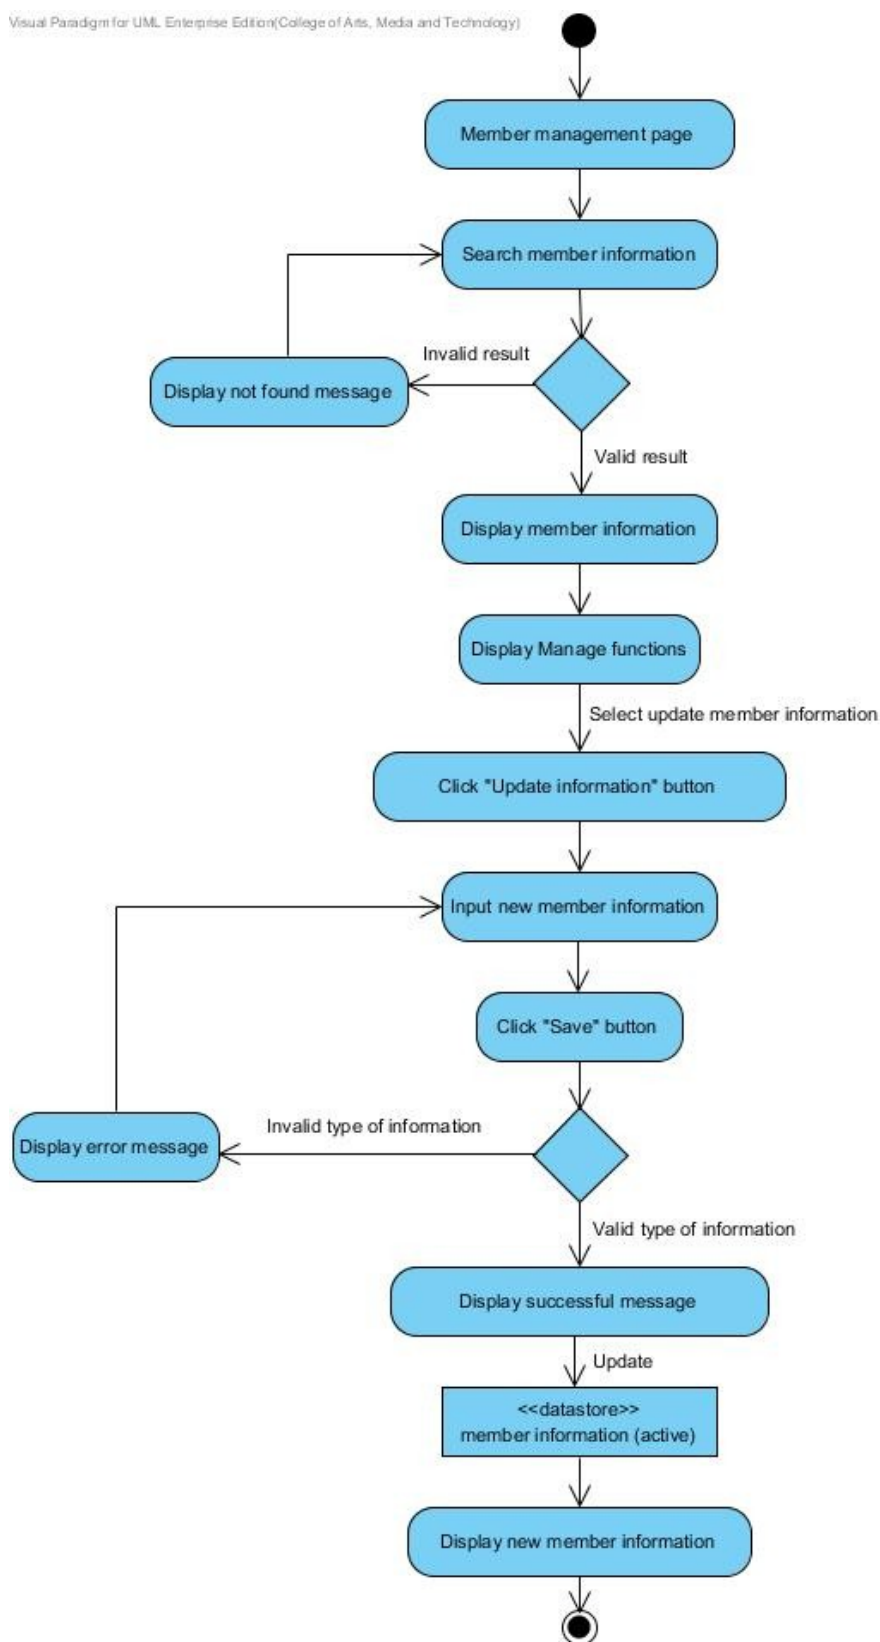 Visual Paradigm for UML Enterprise Edition(College of Arts, Media and Technology)
Member management page
Search member information
Invalid result
Display not found message
Valid result
Display member information
Display Manage functions
Select update member information
Click "Update information" button
Input new member information
Click "Save" button
Invalid type of information
Display error message
Valid type of information
Display successful message
Update
<<datastore>>
member information (active)
Display new member information